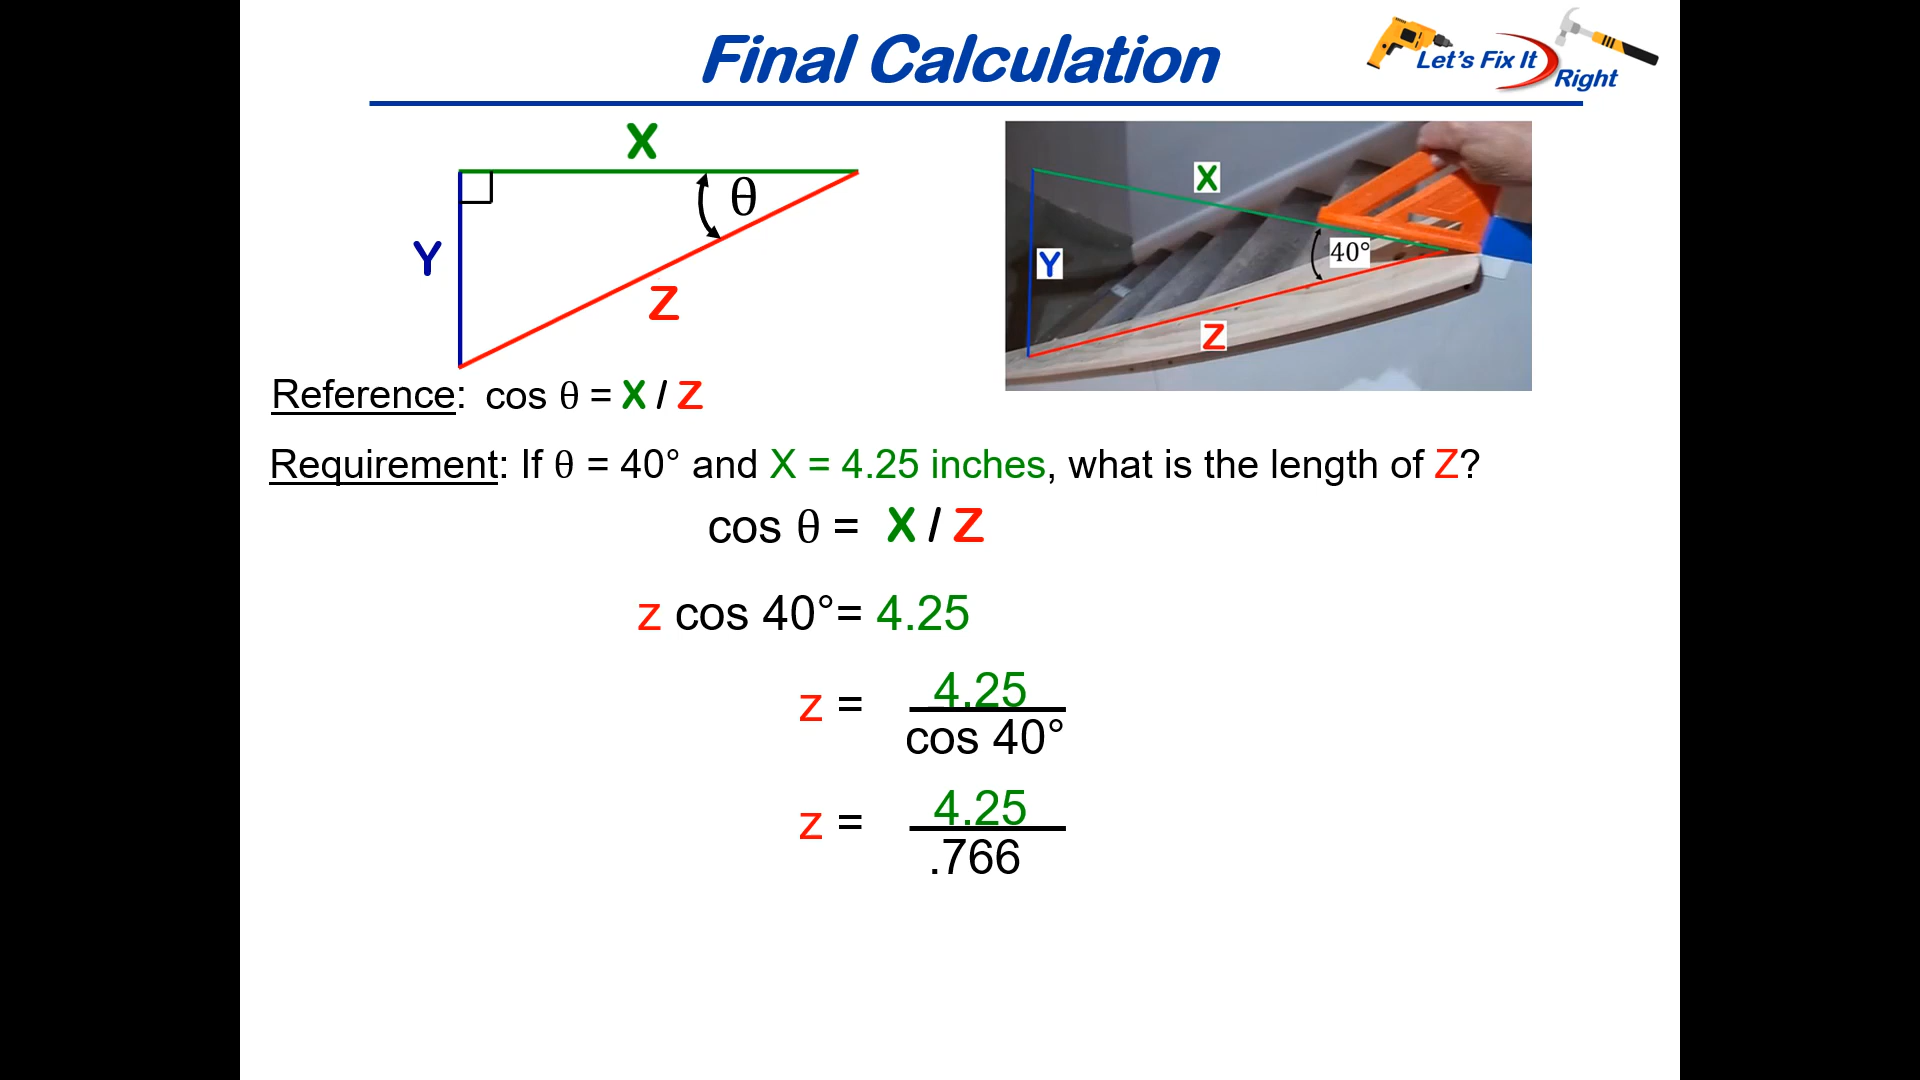 Final Calculation
Let's Fix It
Right
X
θ
Y
Z
X
40°
Y
Z
Reference: cos θ = X / Z
Requirement: If θ = 40° and X = 4.25 inches, what is the length of Z?
cos θ = X / Z
z cos 40°= 4.25
z = 4.25
cos 40°
z = 4.25
.766